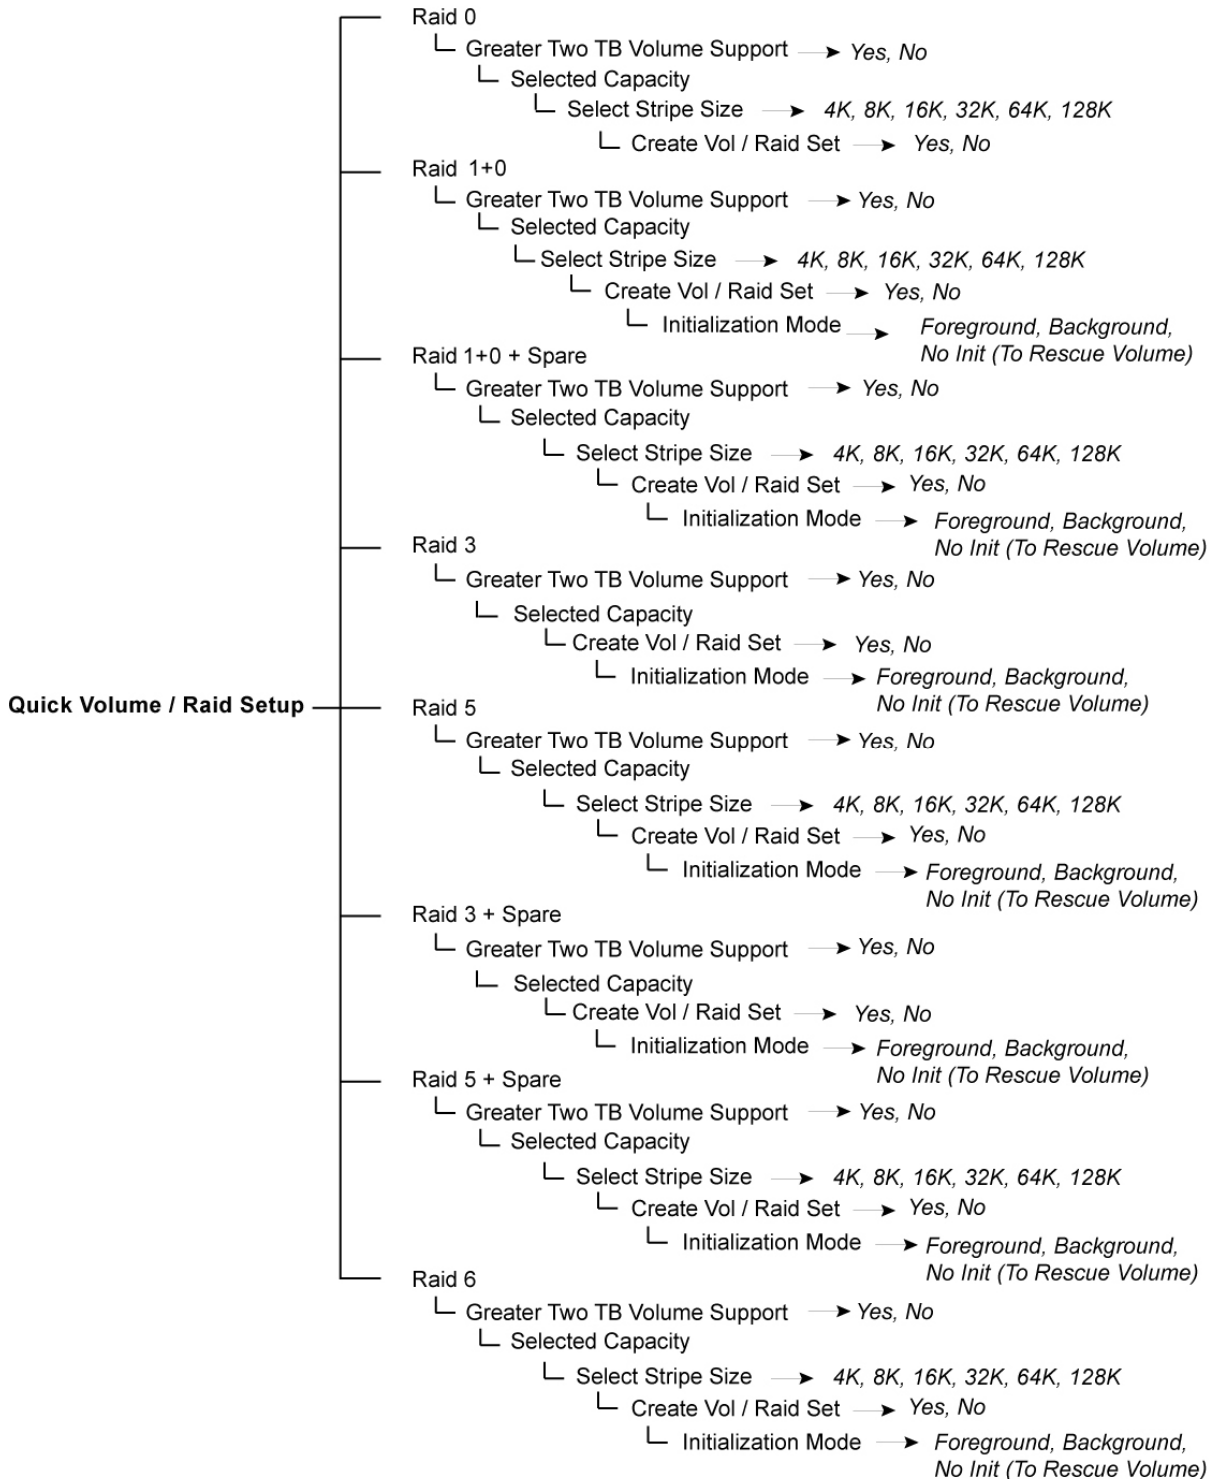 Raid 0
Greater Two TB Volume Support Yes, No
Selected Capacity
Select Stripe Size 4K, 8K, 16K, 32K, 64K, 128K
Create Vol / Raid Set Yes, No
Raid 1+0
Greater Two TB Volume Support Yes, No
Selected Capacity
Select Stripe Size 4K, 8K, 16K, 32K, 64K, 128K
Create Vol / Raid Set Yes, No
Initialization Mode Foreground, Background,
No Init (To Rescue Volume)
Raid 1+0 + Spare
Greater Two TB Volume Support Yes, No
Selected Capacity
Select Stripe Size 4K, 8K, 16K, 32K, 64K, 128K
Create Vol / Raid Set Yes, No
Initialization Mode Foreground, Background,
No Init (To Rescue Volume)
Raid 3
Greater Two TB Volume Support Yes, No
Selected Capacity
Create Vol / Raid Set Yes, No
Initialization Mode Foreground, Background,
No Init (To Rescue Volume)
Quick Volume / Raid Setup
Raid 5
Greater Two TB Volume Support Yes, No
Selected Capacity
Select Stripe Size 4K, 8K, 16K, 32K, 64K, 128K
Create Vol / Raid Set Yes, No
Initialization Mode Foreground, Background,
No Init (To Rescue Volume)
Raid 3 + Spare
Greater Two TB Volume Support Yes, No
Selected Capacity
Create Vol / Raid Set Yes, No
Initialization Mode Foreground, Background,
No Init (To Rescue Volume)
Raid 5 + Spare
Greater Two TB Volume Support Yes, No
Selected Capacity
Select Stripe Size 4K, 8K, 16K, 32K, 64K, 128K
Create Vol / Raid Set Yes, No
Initialization Mode Foreground, Background,
No Init (To Rescue Volume)
Raid 6
Greater Two TB Volume Support Yes, No
Selected Capacity
Select Stripe Size 4K, 8K, 16K, 32K, 64K, 128K
Create Vol / Raid Set Yes, No
Initialization Mode Foreground, Background,
No Init (To Rescue Volume)